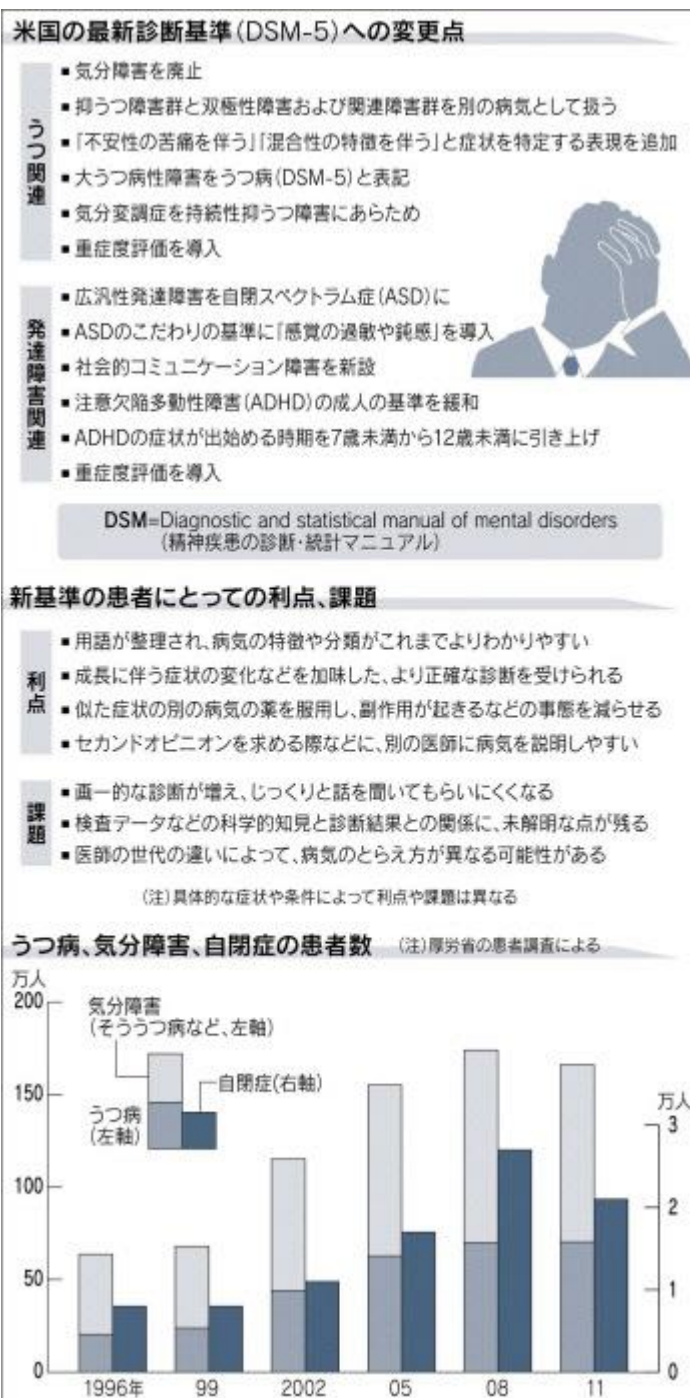 米国の最新診断基準(DSM-5)への変更点
うつ関連
■気分障害を廃止
■抑うつ障害群と双極性障害および関連障害群を別の病気として扱う
■「不安性の苦痛を伴う」「混合性の特徴を伴う」と症状を特定する表現を追加
■大うつ病性障害をうつ病(DSM-5)と表記
■気分変調症を持続性抑うつ障害にあらため
■重症度評価を導入
発達障害関連
■広汎性発達障害を自閉スペクトラム症(ASD)に
■ASDのこだわりの基準に「感覚の過敏や鈍感」を導入
■社会的コミュニケーション障害を新設
■注意欠陥多動性障害(ADHD)の成人の基準を緩和
■ADHDの症状が出始める時期を7歳未満から12歳未満に引き上げ
■重症度評価を導入
DSM=Diagnostic and statistical manual of mental disorders
(精神疾患の診断・統計マニュアル)
新基準の患者にとっての利点、課題
利点
■用語が整理され、病気の特徴や分類がこれまでよりわかりやすい
■成長に伴う症状の変化などを加味した、より正確な診断を受けられる
■似た症状の別の病気の薬を服用し、副作用が起きるなどの事態を減らせる
■セカンドオピニオンを求める際などに、別の医師に病気を説明しやすい
課題
■画一的な診断が増え、じっくりと話を聞いてもらいにくくなる
■検査データなどの科学的知見と診断結果との関係に、未解明な点が残る
■医師の世代の違いによって、病気のとらえ方が異なる可能性がある
(注)具体的な症状や条件によって利点や課題は異なる
うつ病、気分障害、自閉症の患者数 (注)厚労省の患者調査による
万人
200
気分障害
(そううつ病など、左軸)
自閉症(右軸)
うつ病
(左軸)
150
100
50
0
万人
3
2
1
0
1996年 99 2002 05 08 11